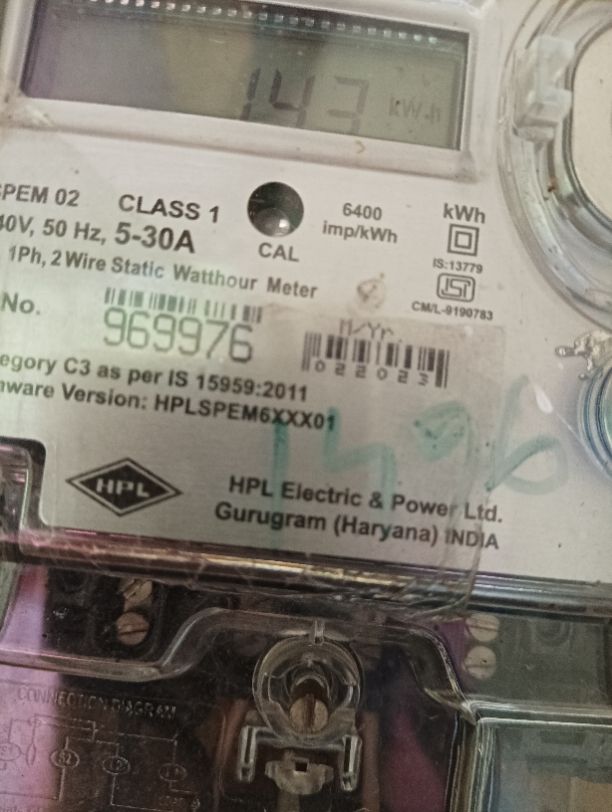 143 kWh
SPEM 02 CLASS 1
40V, 50 Hz, 5-30A
CAL
6400
imp/kWh
kWh
IS:13779
ISI
CM/L-9190783
1Ph, 2 Wire Static Watthour Meter
No.
969976
M/Yr.
022023
egory C3 as per IS 15959:2011
ware Version: HPLSPEM6XXX01
HPL
HPL Electric & Power Ltd.
Gurugram (Haryana) INDIA
CONNECTION DIAGRAM